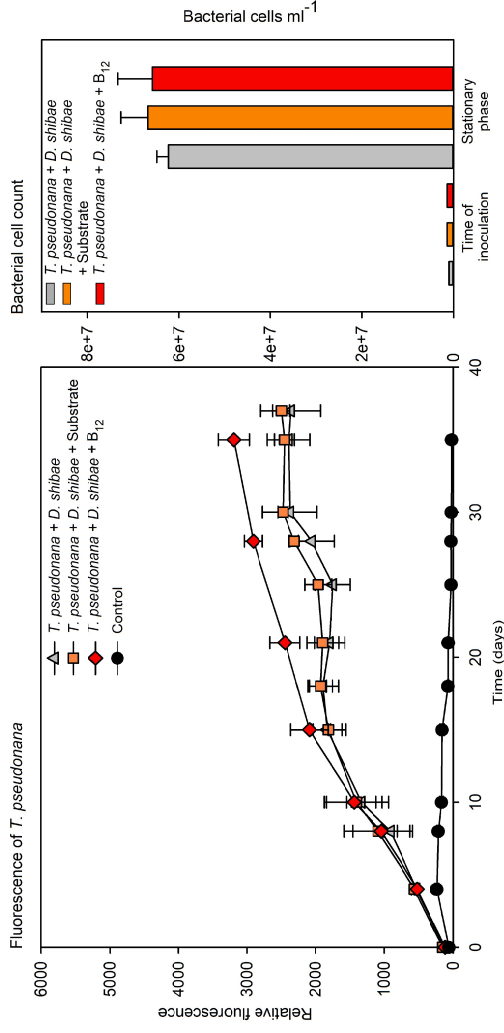 Fluorescence of T. pseudonana
T. pseudonana + D. shibae
T. pseudonana + D. shibae + Substrate
T. pseudonana + D. shibae + B12
Control
Relative fluorescence
6000
5000
4000
3000
2000
1000
0
0
10
20
30
40
Time (days)
Bacterial cell count
T. pseudonana + D. shibae
T. pseudonana + D. shibae
+ Substrate
T. pseudonana + D. shibae + B12
8e+7
6e+7
4e+7
2e+7
0
Time of
inoculation
Stationary
phase
Bacterial cells ml-1